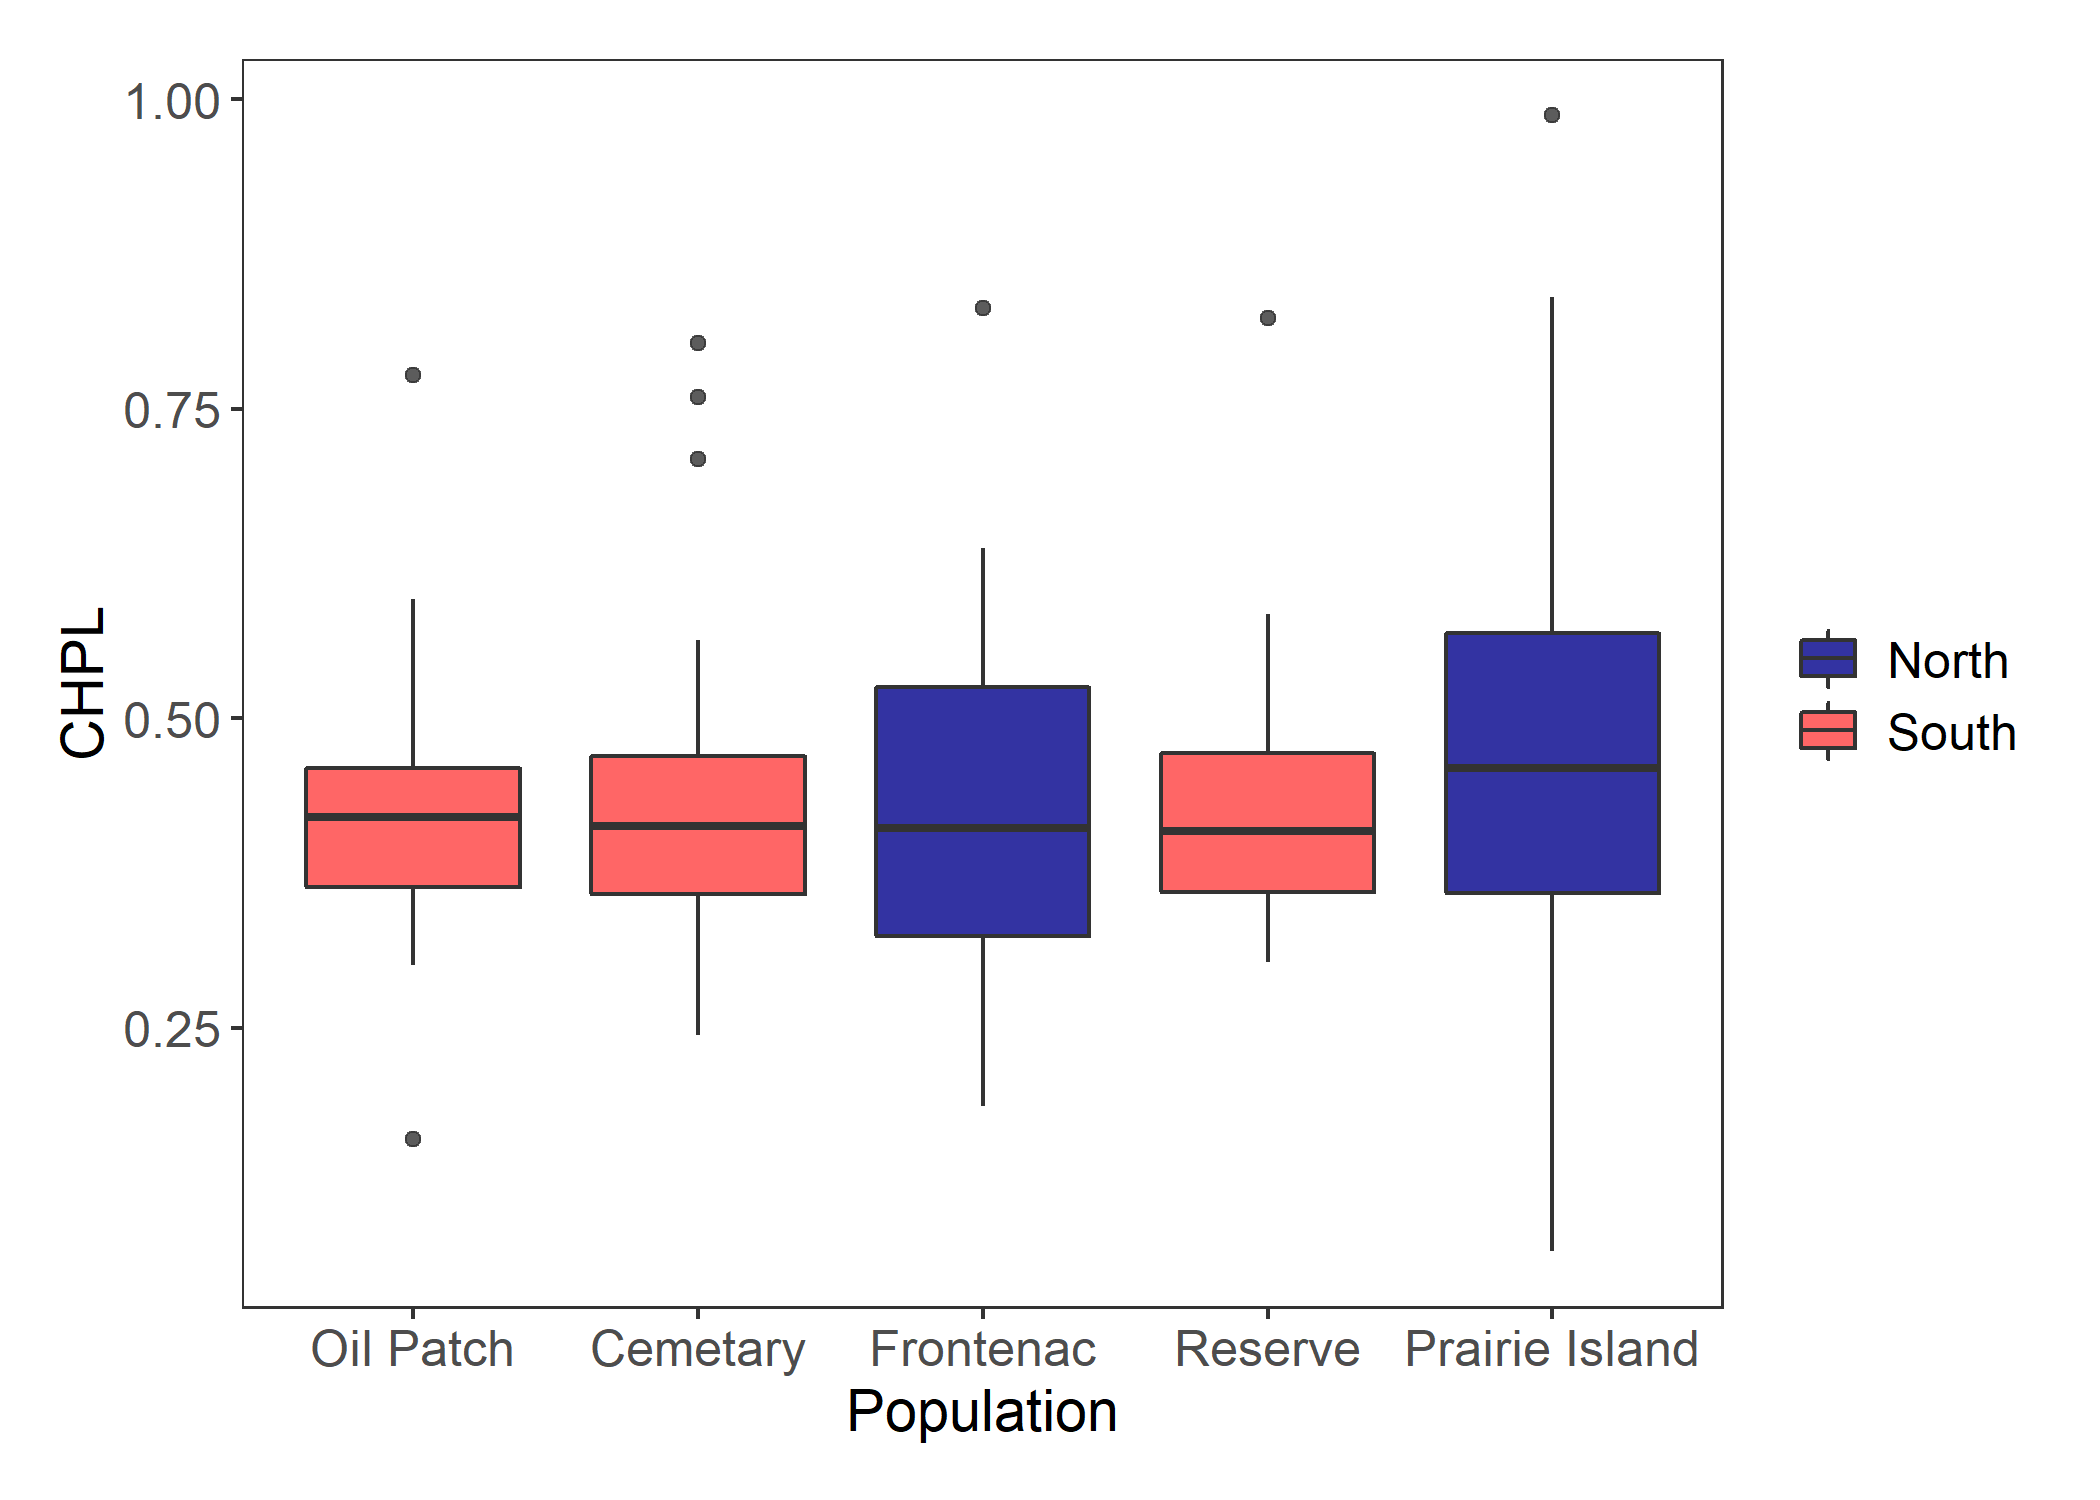 CHPL
1.00
0.75
0.50
0.25
Oil Patch Cemetary Frontenac Reserve Prairie Island
Population
North
South